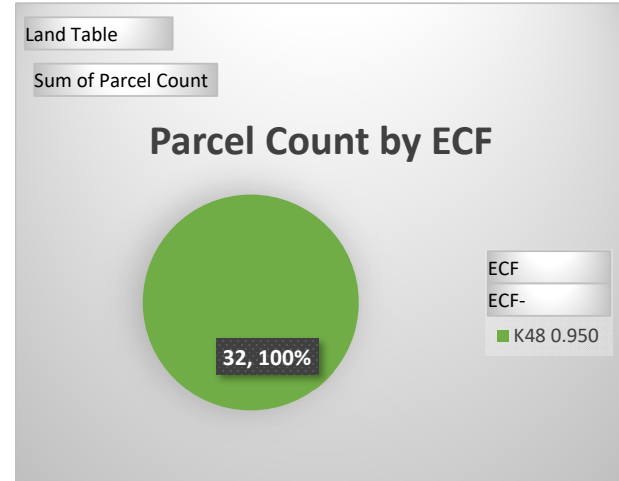 Land Table
Sum of Parcel Count
Parcel Count by ECF
32, 100%
ECF
ECF-
K48 0.950